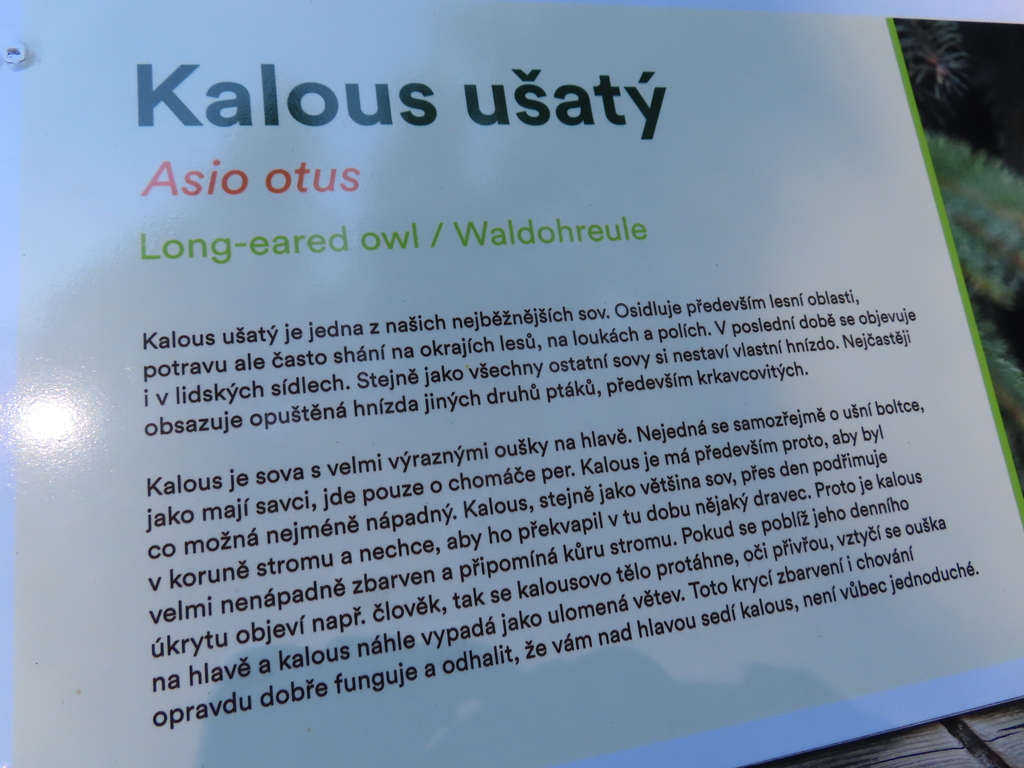 Kalous ušatý
Asio otus
Long-eared owl / Waldohreule
Kalous ušatý je jedna z našich nejběžnějších sov. Osidluje především lesní oblasti,
potravu ale často shání na okrajích lesů, na loukách a polích. V poslední době se objevuje
i v lidských sídlech. Stejně jako všechny ostatní sovy si nestaví vlastní hnízdo. Nejčastěji
obsazuje opuštěná hnízda jiných druhů ptáků, především krkavcovitých.
Kalous je sova s velmi výraznými oušky na hlavě. Nejedná se samozřejmě o ušní boltce,
jako mají savci, jde pouze o chomáče per. Kalous je má především proto, aby byl
co možná nejméně nápadný. Kalous, stejně jako většina sov, přes den podřimuje
v koruně stromu a nechce, aby ho překvapil v tu dobu nějaký dravec. Proto je kalous
velmi nenápadně zbarven a připomíná kůru stromu. Pokud se poblíž jeho denního
úkrytu objeví např. člověk, tak se kalousovo tělo protáhne, oči přivřou, vztyčí se ouška
na hlavě a kalous náhle vypadá jako ulomená větev. Toto krycí zbarvení i chování
opravdu dobře funguje a odhalit, že vám nad hlavou sedí kalous, není vůbec jednoduché.